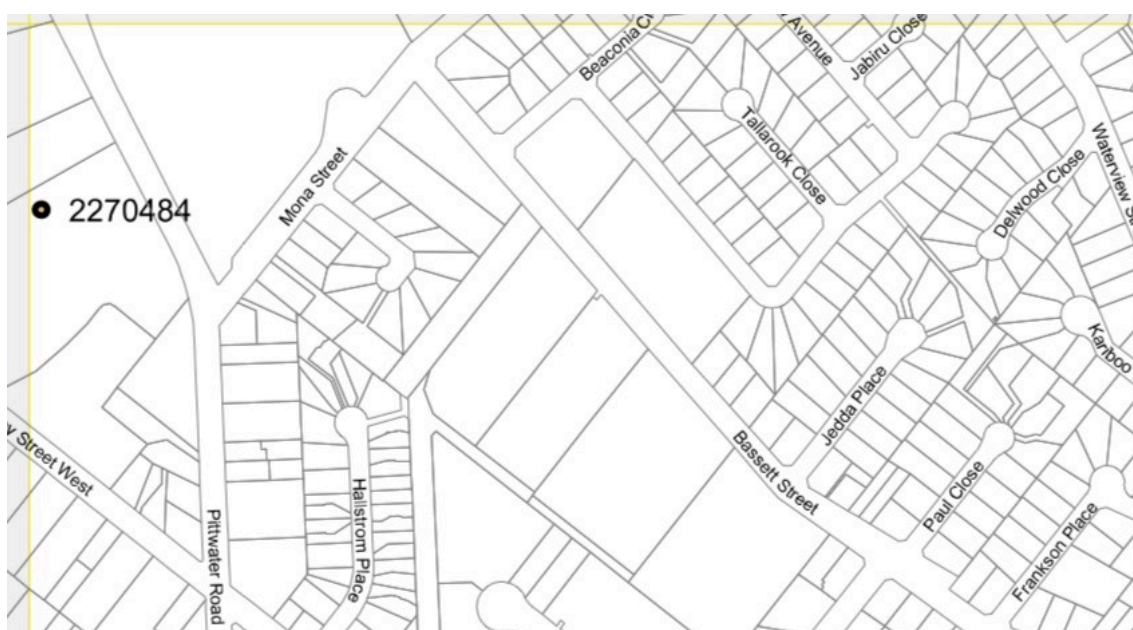 Beaconia C
Avenue
Jabiru Close
Tallarook Close
Waterview St
Mona Street
Delwood Close
2270484
Kariboo
Jedda Place
y Street West
Bassett Street
Hallstrom Place
Paul Close
Pittwater Road
Frankson Place